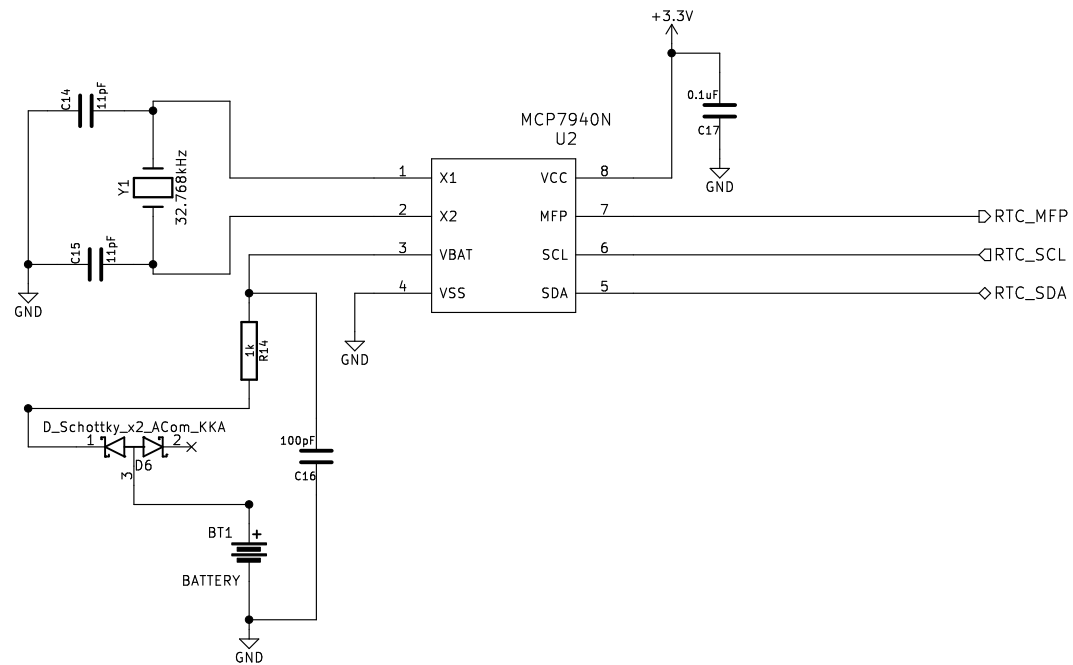 +3.3V
C14
11pF
0.1uF
C17
GND
MCP7940N
U2
Y1
32.768kHz
1
X1
VCC
8
2
X2
MFP
7
RTC_MFP
C15
11pF
3
VBAT
SCL
6
RTC_SCL
4
VSS
SDA
5
RTC_SDA
GND
GND
1k
R14
D_Schottky_x2_ACom_KKA
1
2
D6
3
100pF
C16
BT1
+
BATTERY
GND